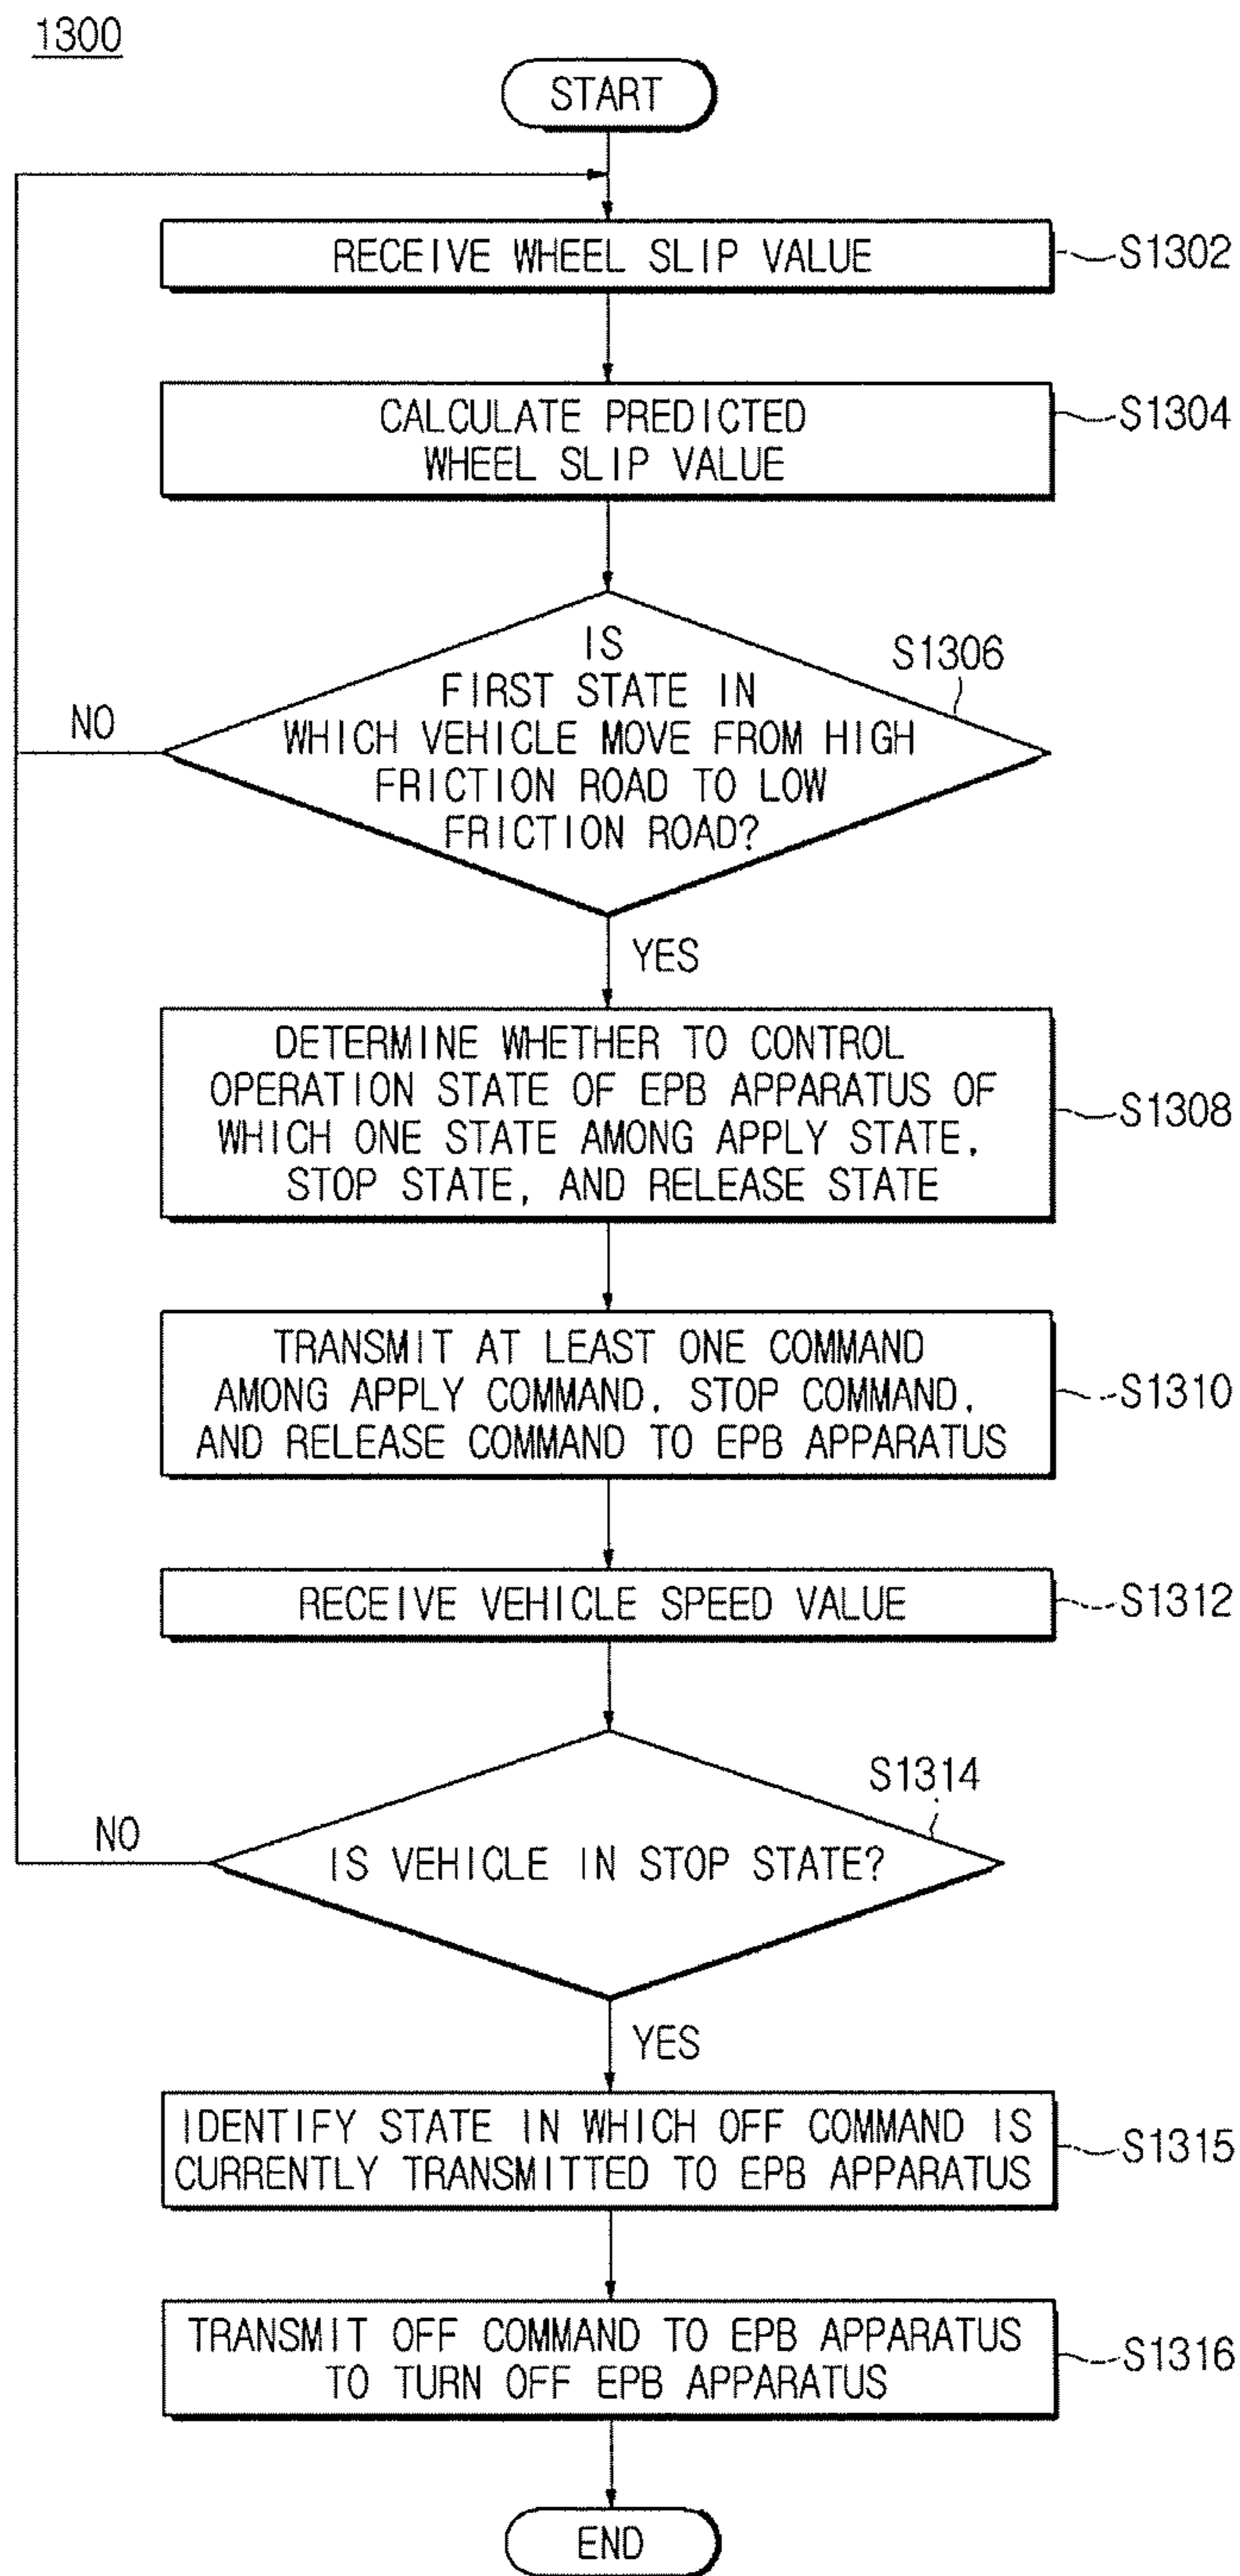 1300
START
RECEIVE WHEEL SLIP VALUE
S1302
CALCULATE PREDICTED
WHEEL SLIP VALUE
S1304
IS
FIRST STATE IN
WHICH VEHICLE MOVE FROM HIGH
FRICTION ROAD TO LOW
FRICTION ROAD?
S1306
NO
YES
DETERMINE WHETHER TO CONTROL
OPERATION STATE OF EPB APPARATUS OF
WHICH ONE STATE AMONG APPLY STATE,
STOP STATE, AND RELEASE STATE
S1308
TRANSMIT AT LEAST ONE COMMAND
AMONG APPLY COMMAND, STOP COMMAND,
AND RELEASE COMMAND TO EPB APPARATUS
S1310
RECEIVE VEHICLE SPEED VALUE
S1312
IS VEHICLE IN STOP STATE?
S1314
NO
YES
IDENTIFY STATE IN WHICH OFF COMMAND IS
CURRENTLY TRANSMITTED TO EPB APPARATUS
S1315
TRANSMIT OFF COMMAND TO EPB APPARATUS
TO TURN OFF EPB APPARATUS
S1316
END